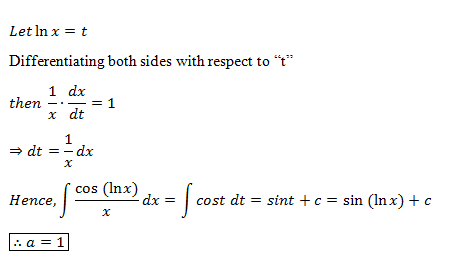 Let ln x = t
Differentiating both sides with respect to “t”
then 1/x · dx/dt = 1
⇒ dt = 1/x dx
Hence, ∫ cos (lnx)/x dx = ∫ cost dt = sint + c = sin (ln x) + c
∴ a = 1